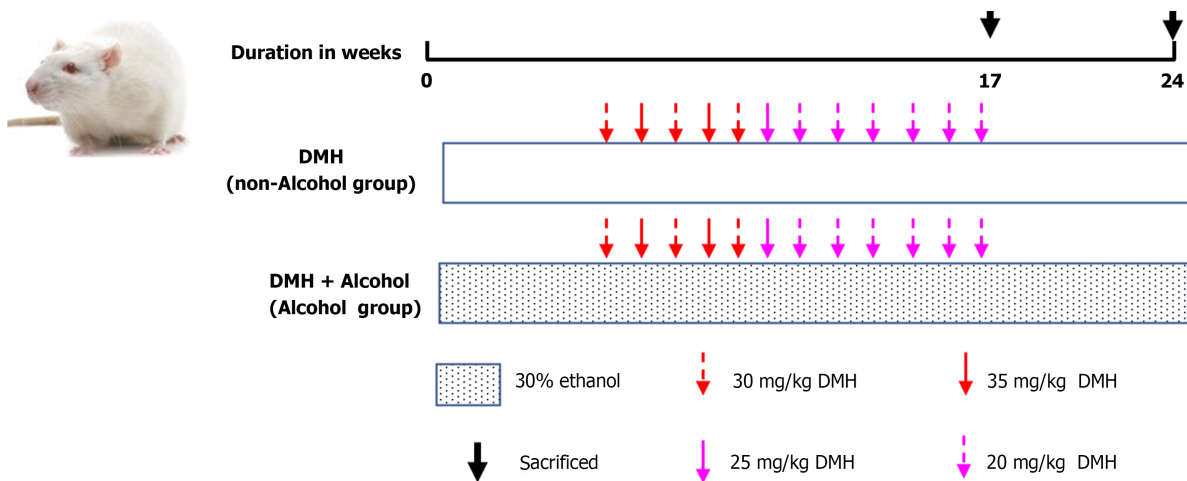 Duration in weeks
0 17 24
DMH
(non-Alcohol group)
DMH + Alcohol
(Alcohol group)
30% ethanol
30 mg/kg DMH
35 mg/kg DMH
Sacrificed
25 mg/kg DMH
20 mg/kg DMH